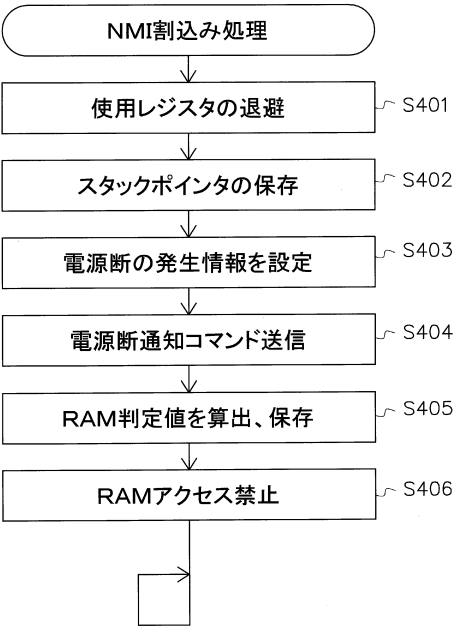 NMI割込み処理
使用レジスタの退避
S401
スタックポインタの保存
S402
電源断の発生情報を設定
S403
電源断通知コマンド送信
S404
RAM判定値を算出、保存
S405
RAMアクセス禁止
S406